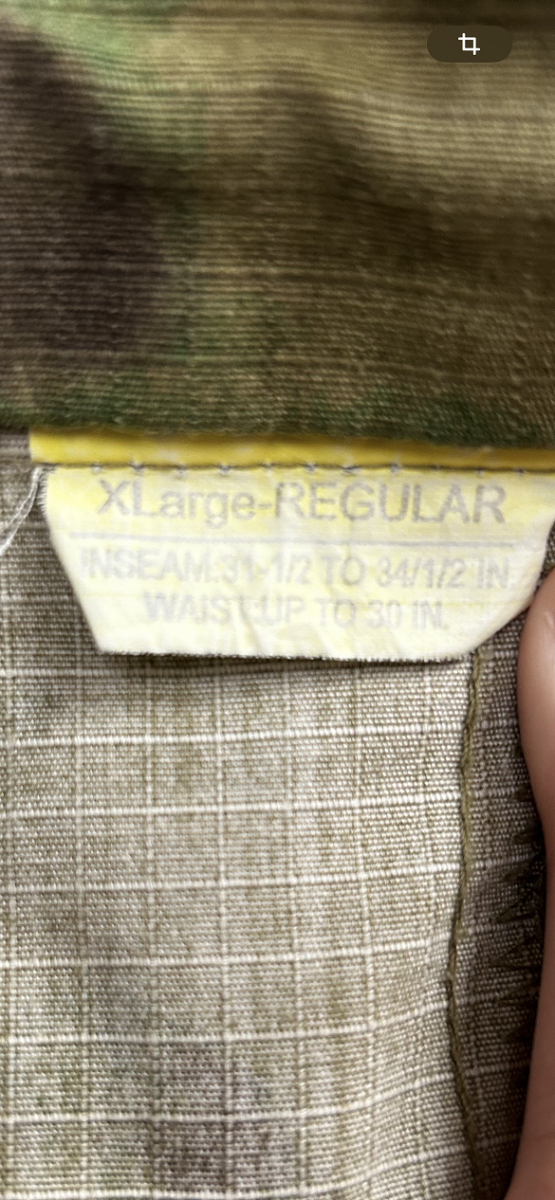 XLarge-REGULAR
INSEAM:31-1/2 TO 34/1/2 IN.
WAIST:UP TO 30 IN.